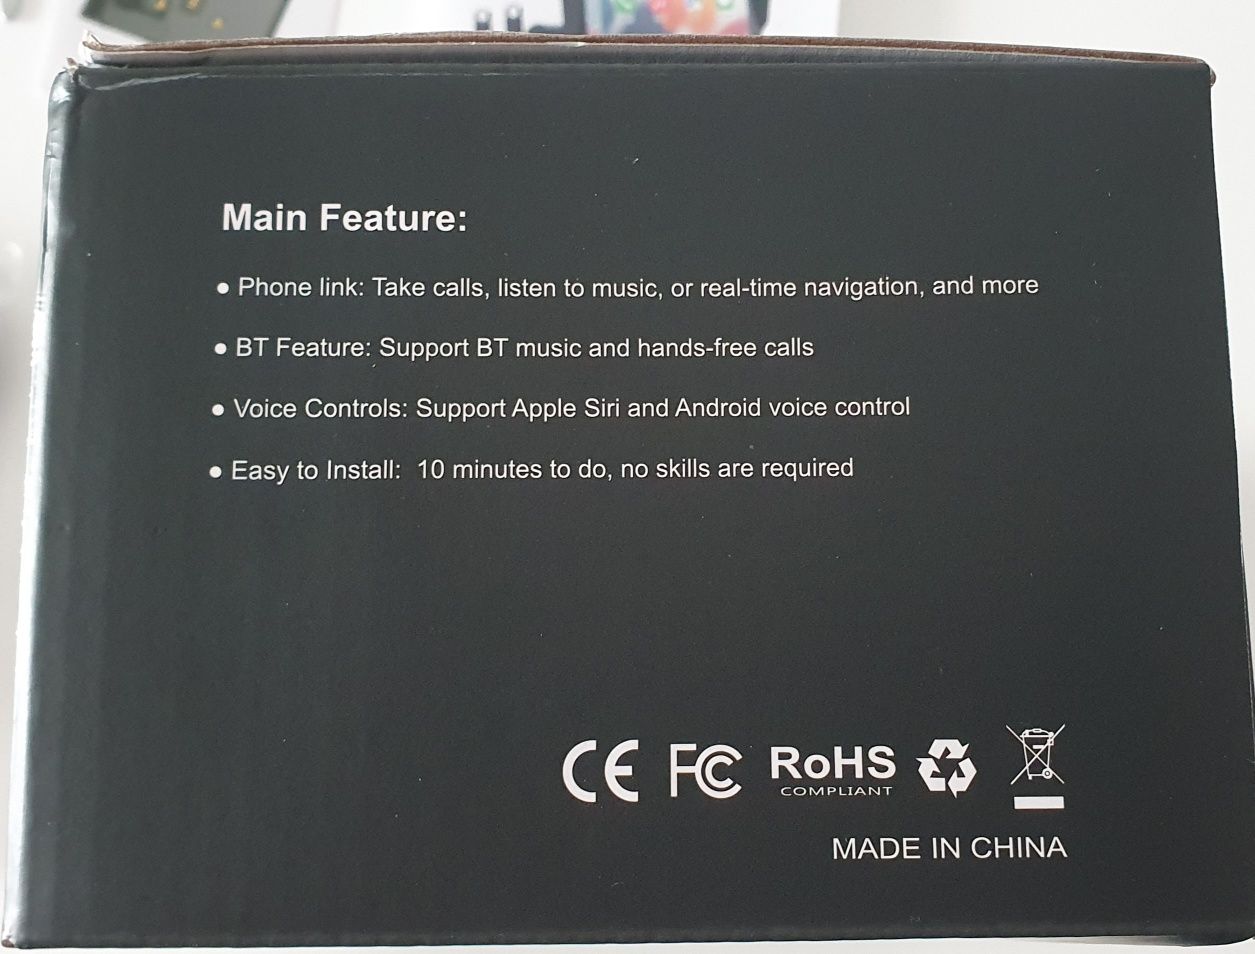 Main Feature:
● Phone link: Take calls, listen to music, or real-time navigation, and more
● BT Feature: Support BT music and hands-free calls
● Voice Controls: Support Apple Siri and Android voice control
● Easy to Install: 10 minutes to do, no skills are required
CE FC RoHS
COMPLIANT
MADE IN CHINA